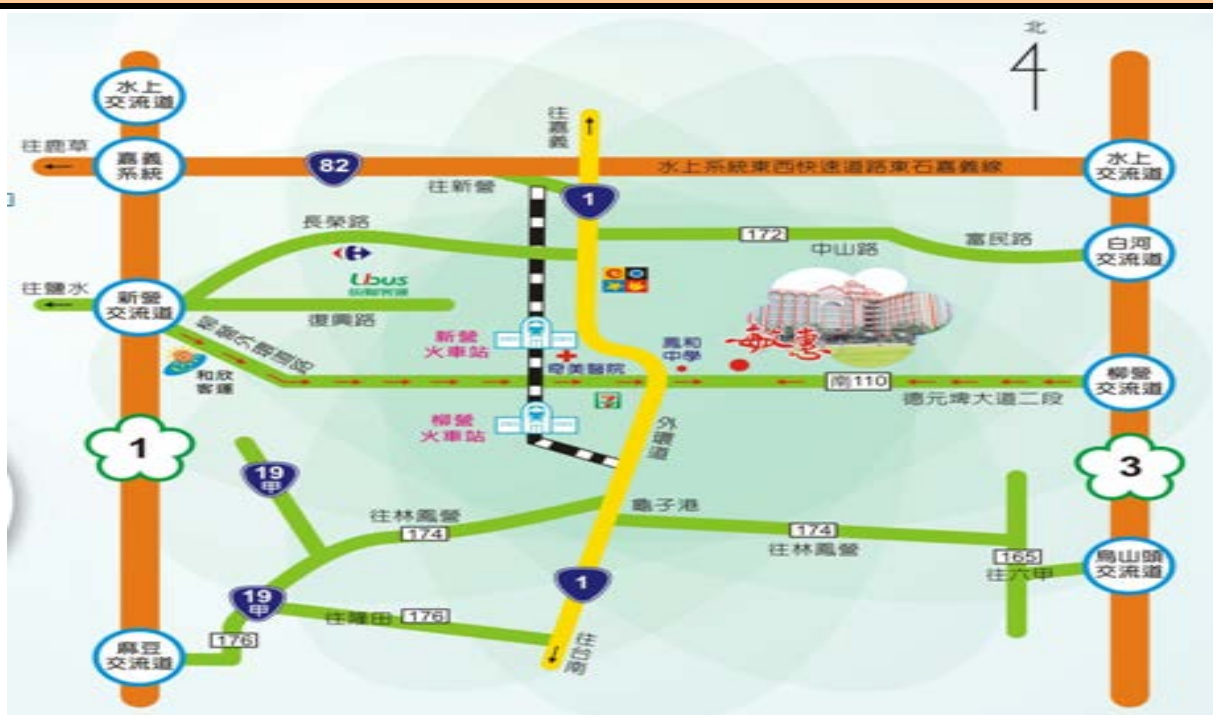 北
水上
交流道
往嘉義
往鹿草
嘉義
系統
82
水上系統東西快速道路東石嘉義線
水上
交流道
往新營
1
長榮路
172
中山路
富民路
白河
交流道
Ubus
往鹽水
新營
交流道
復興路
新營
火車站
鳳和
中學
敏惠
奇美醫院
和欣
客運
南110
柳營
交流道
德元埤大道二段
7
柳營
火車站
外環道
1
3
19
甲
龜子港
往林鳳營
174
174
往林鳳營
165
往六甲
烏山頭
交流道
1
19
甲
往隆田
176
176
往台南
麻豆
交流道